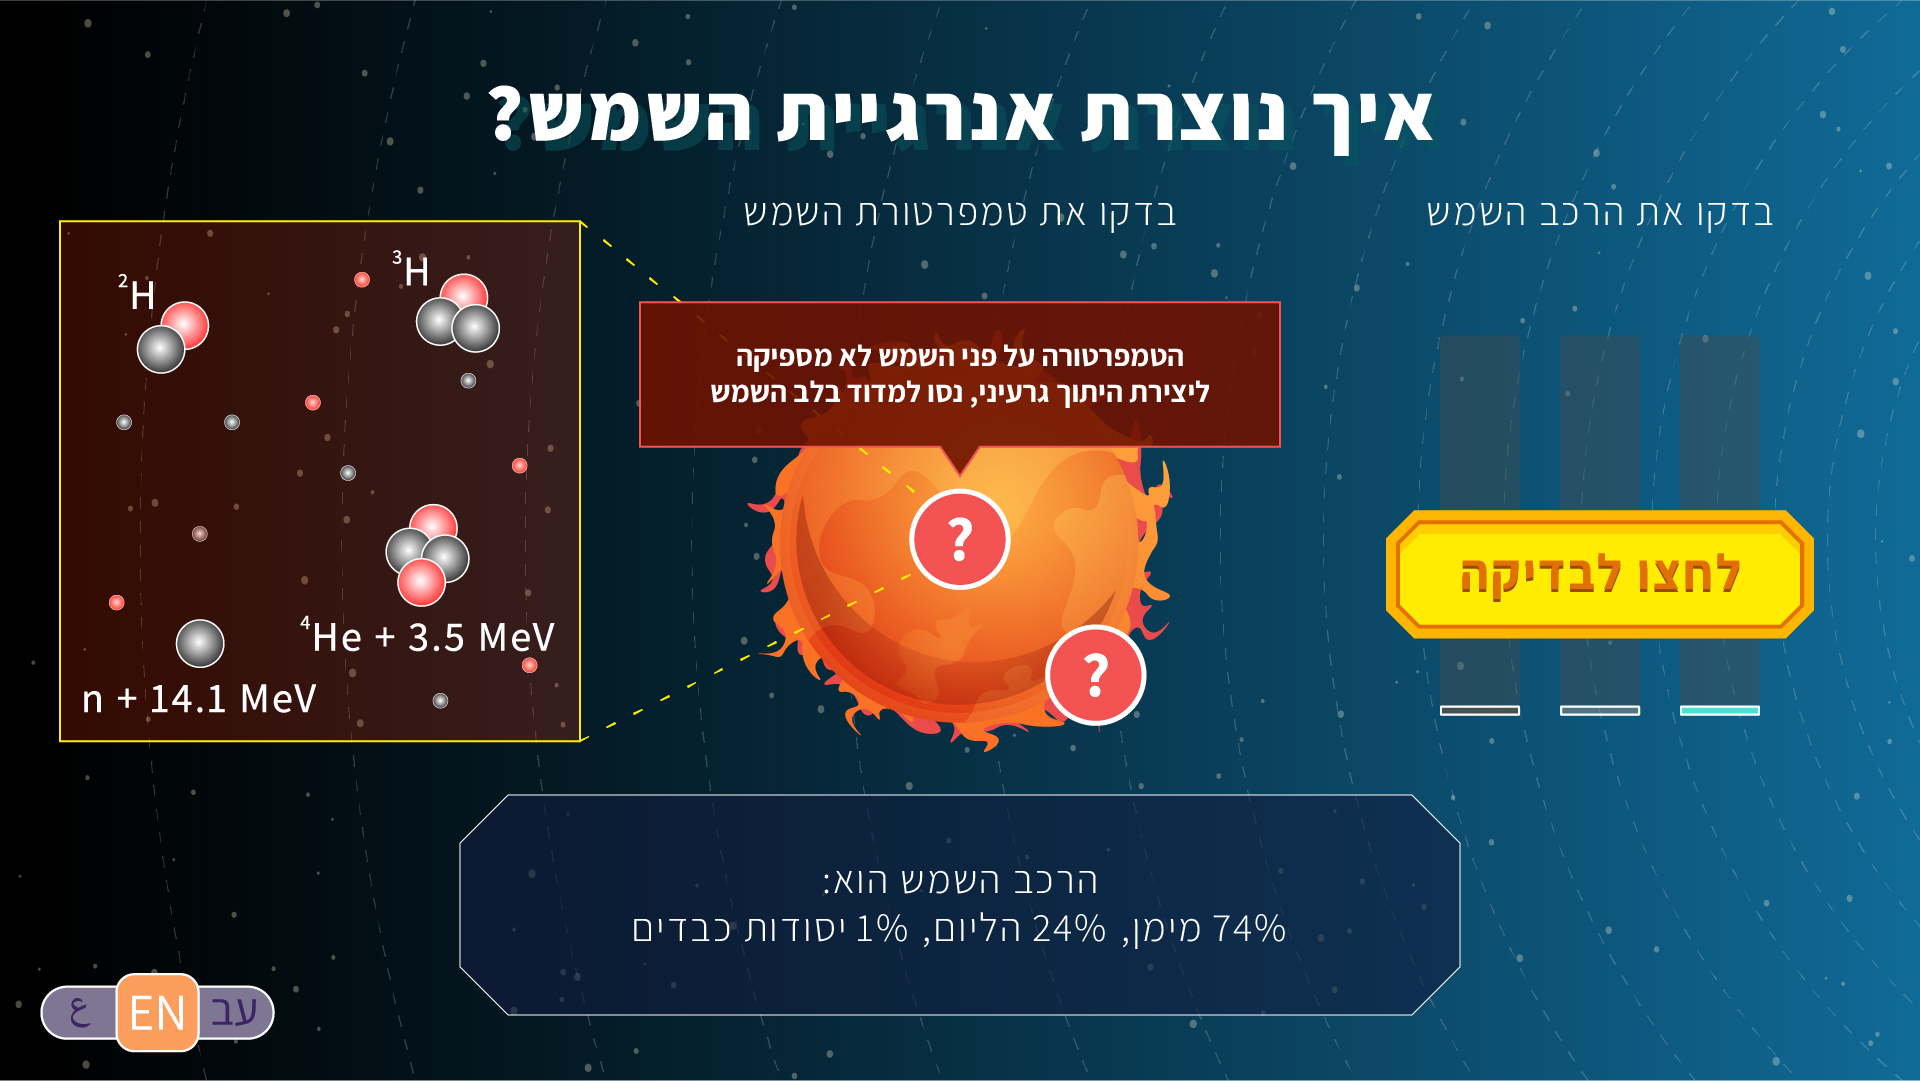 איך נוצרת אנרגיית השמש?
בדקו את הרכב השמש
בדקו את טמפרטורת השמש
לחצו לבדיקה
הטמפרטורה על פני השמש לא מספיקה
ליצירת היתוך גרעיני, נסו למדוד בלב השמש
?
?
²H
³H
⁴He + 3.5 MeV
n + 14.1 MeV
הרכב השמש הוא:
74% מימן, 24% הליום, 1% יסודות כבדים
עב
EN
ع